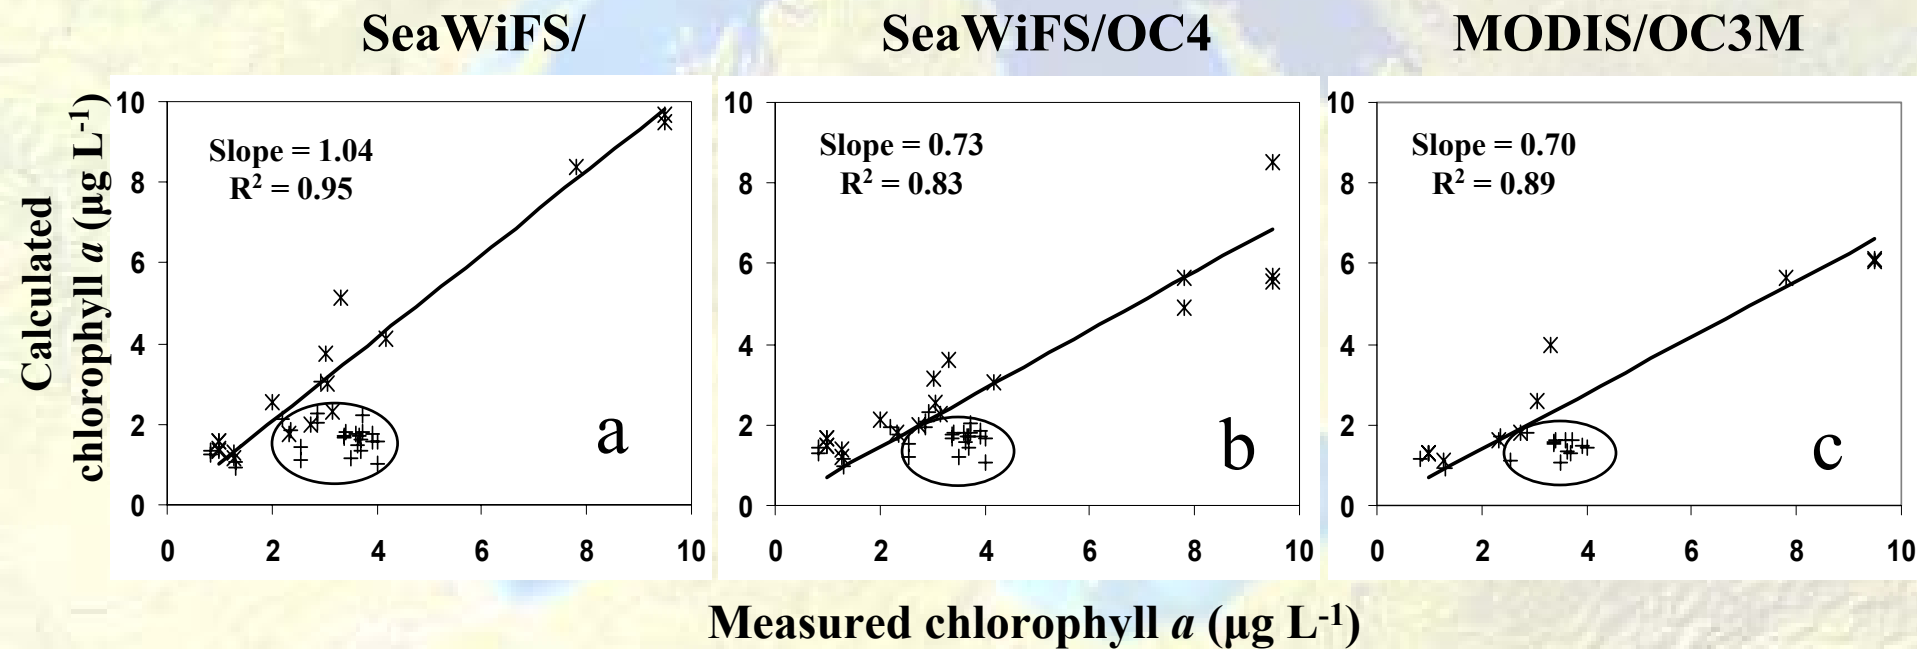 SeaWiFS/
SeaWiFS/OC4
MODIS/OC3M
Calculated
chlorophyll a (µg L-1)
10
8
6
4
2
0
Slope = 1.04
R2 = 0.95
a
0 2 4 6 8 10
10
8
6
4
2
0
Slope = 0.73
R2 = 0.83
b
0 2 4 6 8 10
10
8
6
4
2
0
Slope = 0.70
R2 = 0.89
c
0 2 4 6 8 10
Measured chlorophyll a (µg L-1)